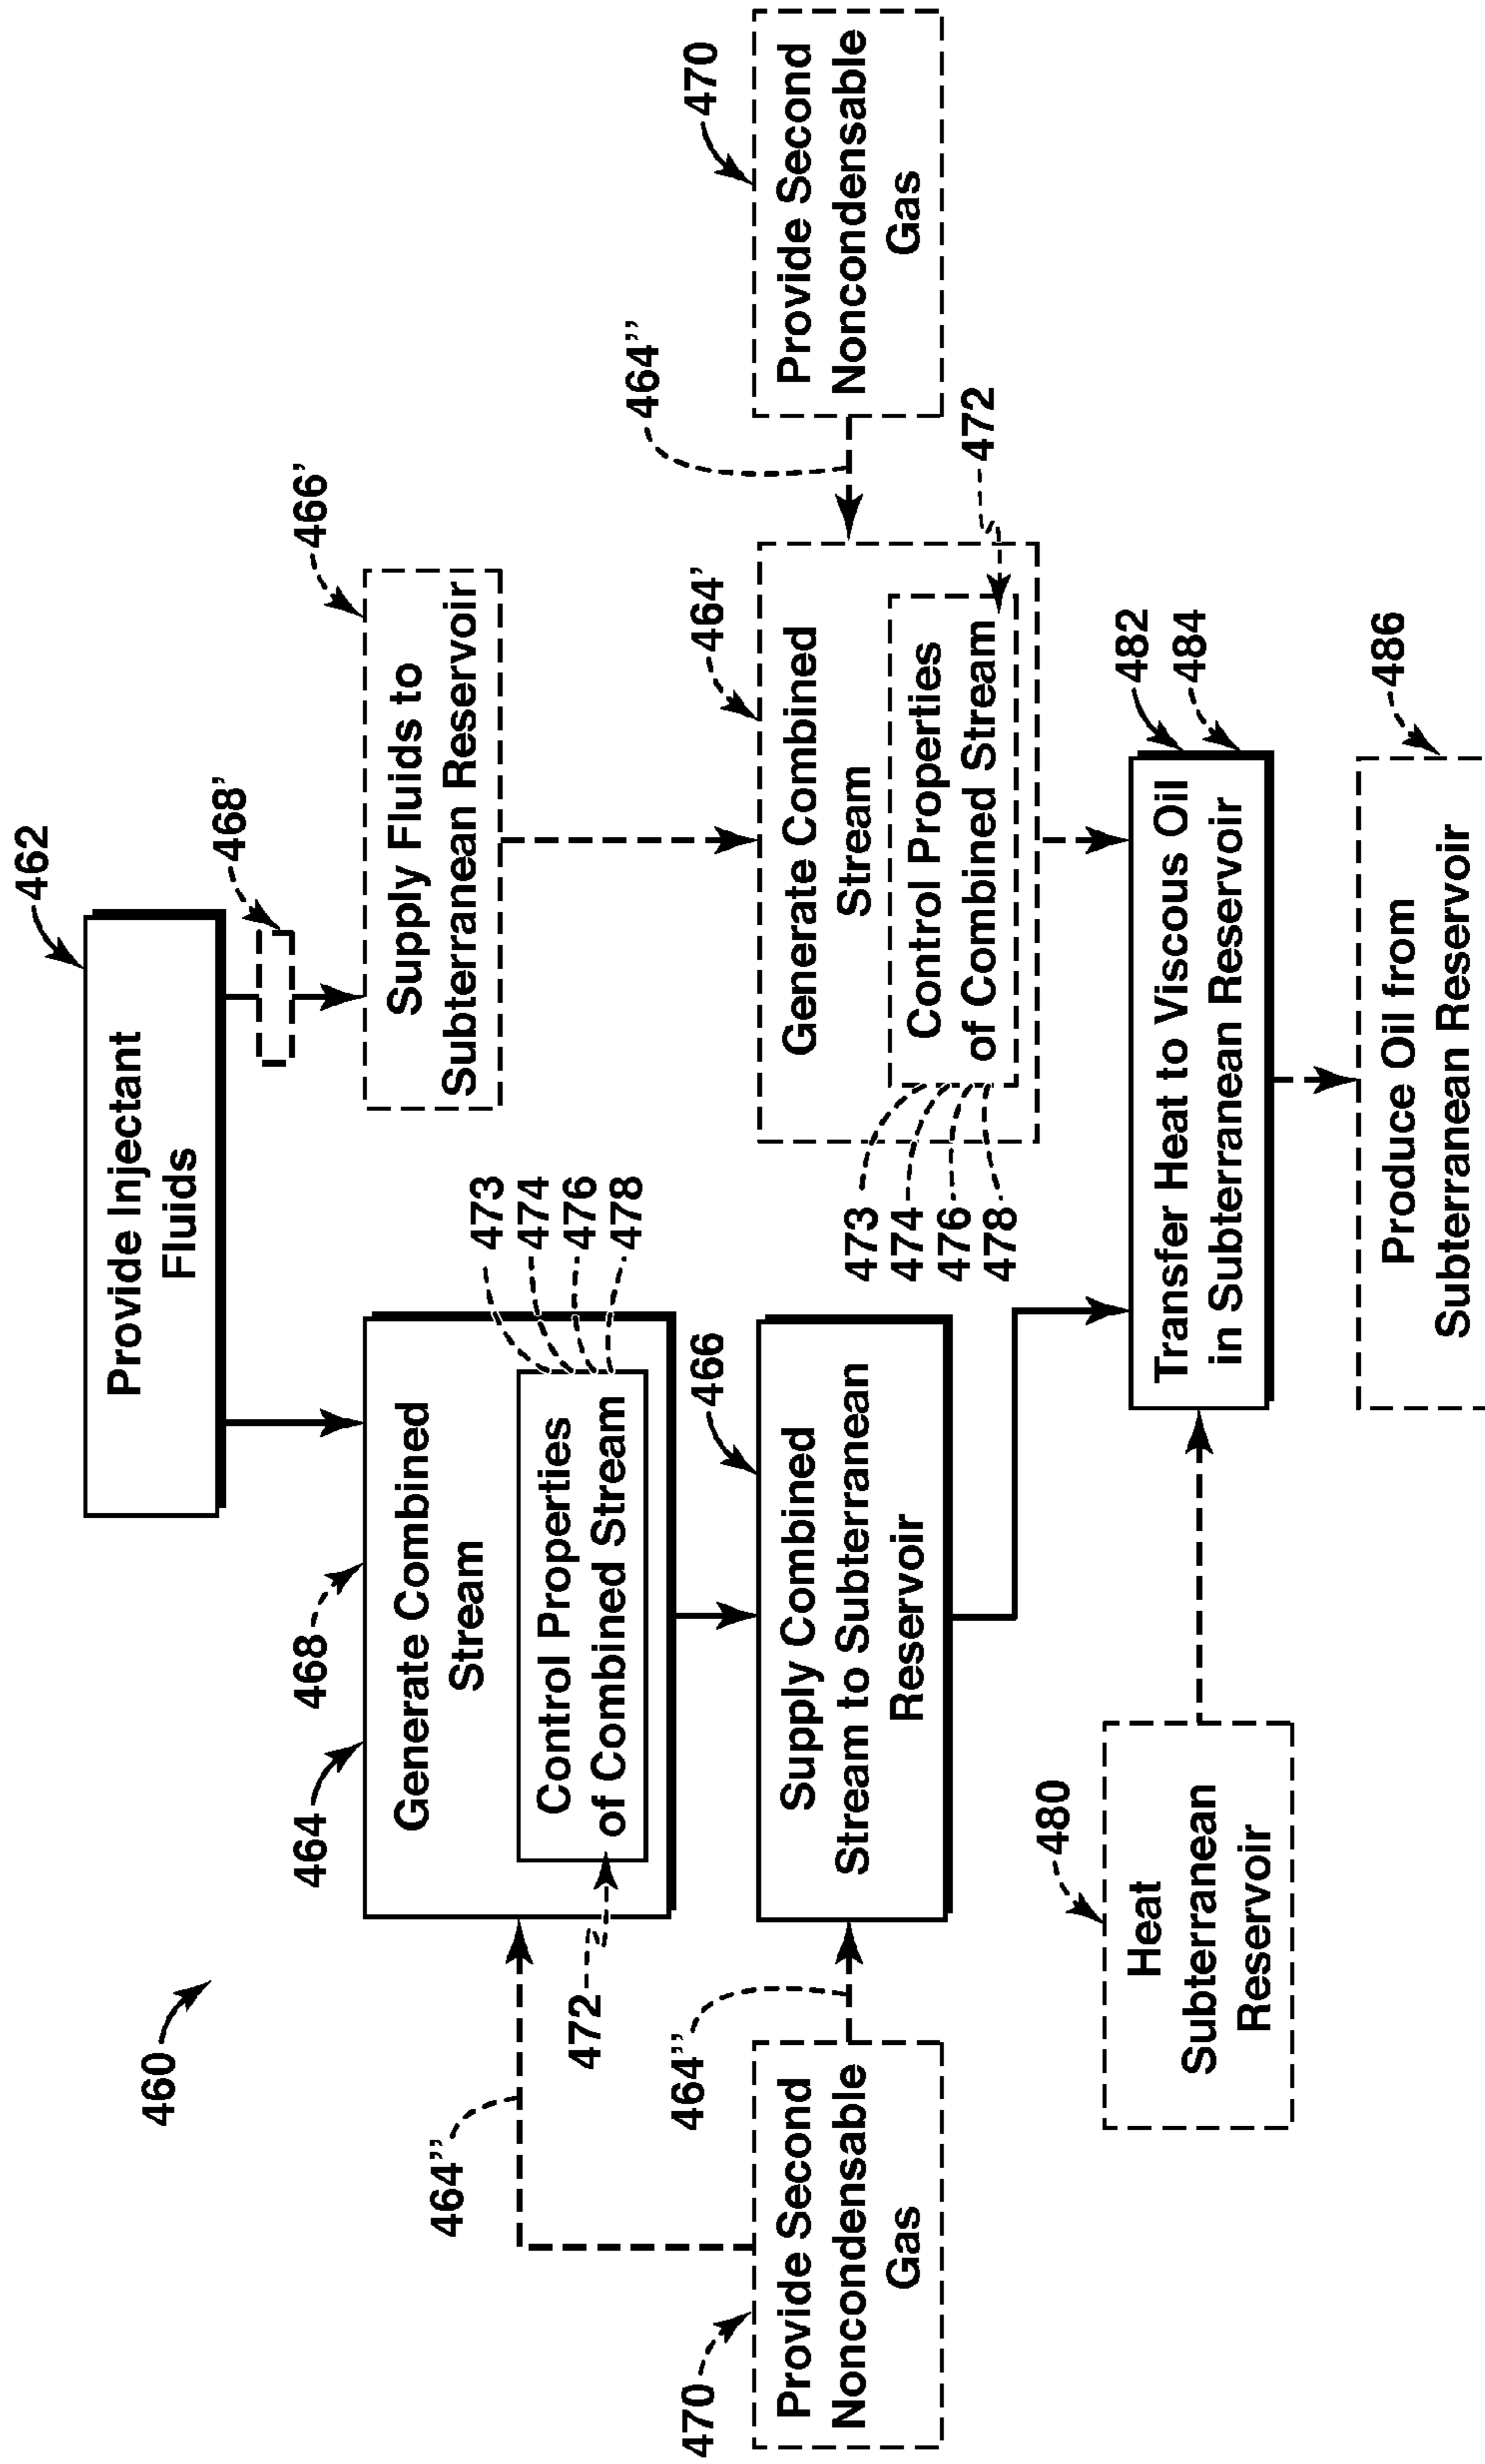 460
462
Provide Injectant
Fluids
468'
464
468
Generate Combined
Stream
Control Properties
of Combined Stream
472
473
474
476
478
464''
466'
Supply Fluids to
Subterranean Reservoir
470
Provide Second
Noncondensable
Gas
464''
466
Supply Combined
Stream to Subterranean
Reservoir
464'
Generate Combined
Stream
Control Properties
of Combined Stream
472
473
474
476
478
464''
470
Provide Second
Noncondensable
Gas
480
Heat
Subterranean
Reservoir
482
484
Transfer Heat to Viscous Oil
in Subterranean Reservoir
486
Produce Oil from
Subterranean Reservoir